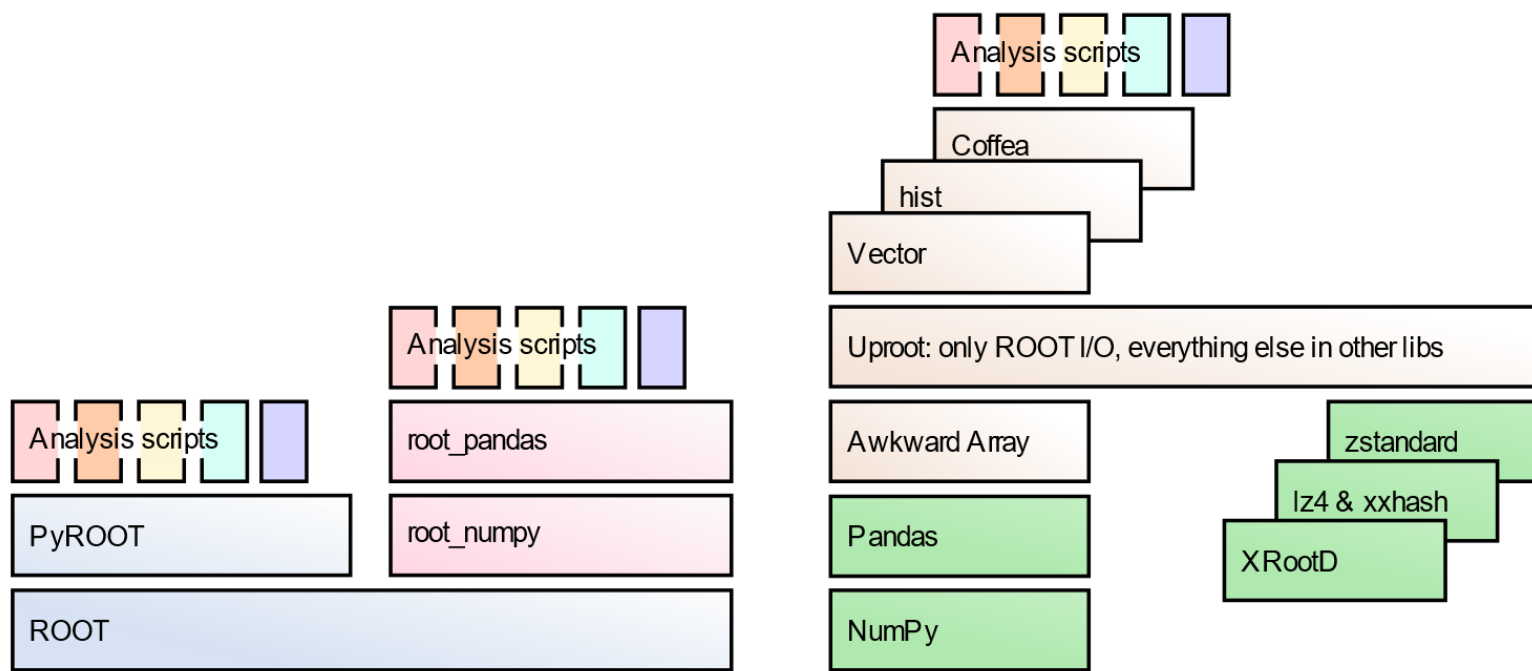 Analysis scripts
Coffea
hist
Vector
Analysis scripts
Uproot: only ROOT I/O, everything else in other libs
Analysis scripts
root_pandas
Awkward Array
zstandard
PyROOT
root_numpy
Pandas
lz4 & xxhash
XRootD
ROOT
NumPy